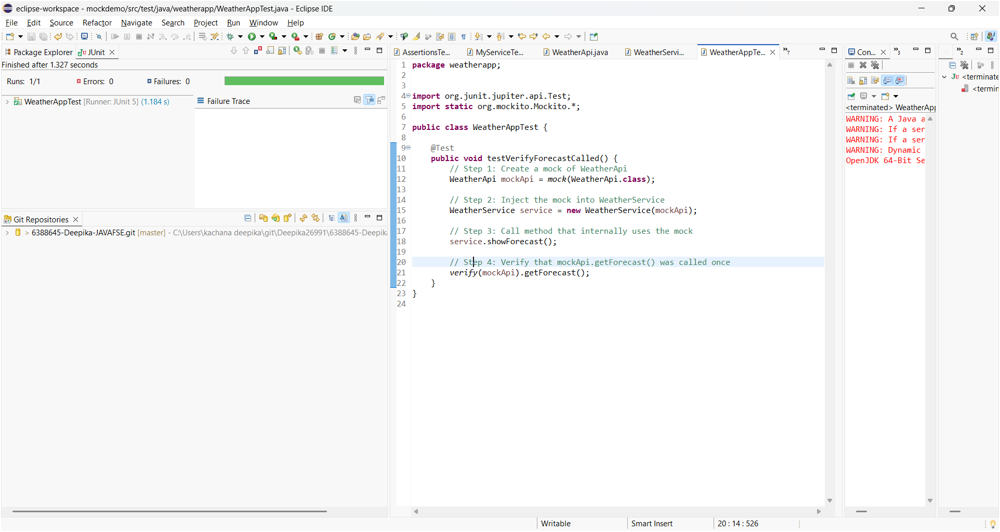 eclipse-workspace - mockdemo/src/test/java/weatherapp/WeatherAppTest.java - Eclipse IDE
File Edit Source Refactor Navigate Search Project Run Window Help
Package Explorer JUnit
Finished after 1.327 seconds
Runs: 1/1 Errors: 0 Failures: 0
WeatherAppTest [Runner: JUnit 5] (1.184 s)
Failure Trace
Git Repositories
> 6388645-Deepika-JAVAFSE.git [master] - C:\Users\kachana deepika\git\Deepika26991\6388645-Deepik
AssertionsTe... MyServiceTe... WeatherApi.java WeatherServi... WeatherAppTe... »7
1 package weatherapp;
2
3
4 import org.junit.jupiter.api.Test;
5 import static org.mockito.Mockito.*;
6
7 public class WeatherAppTest {
8
9 @Test
10 public void testVerifyForecastCalled() {
11 // Step 1: Create a mock of WeatherApi
12 WeatherApi mockApi = mock(WeatherApi.class);
13
14 // Step 2: Inject the mock into WeatherService
15 WeatherService service = new WeatherService(mockApi);
16
17 // Step 3: Call method that internally uses the mock
18 service.showForecast();
19
20 // Step 4: Verify that mockApi.getForecast() was called once
21 verify(mockApi).getForecast();
22 }
23 }
24
Con... »3
<terminated> WeatherApp
WARNING: A Java a
WARNING: If a ser
WARNING: If a ser
WARNING: Dynamic
OpenJDK 64-Bit Se
»2
<terminate
<termin
Writable Smart Insert 20 : 14 : 526